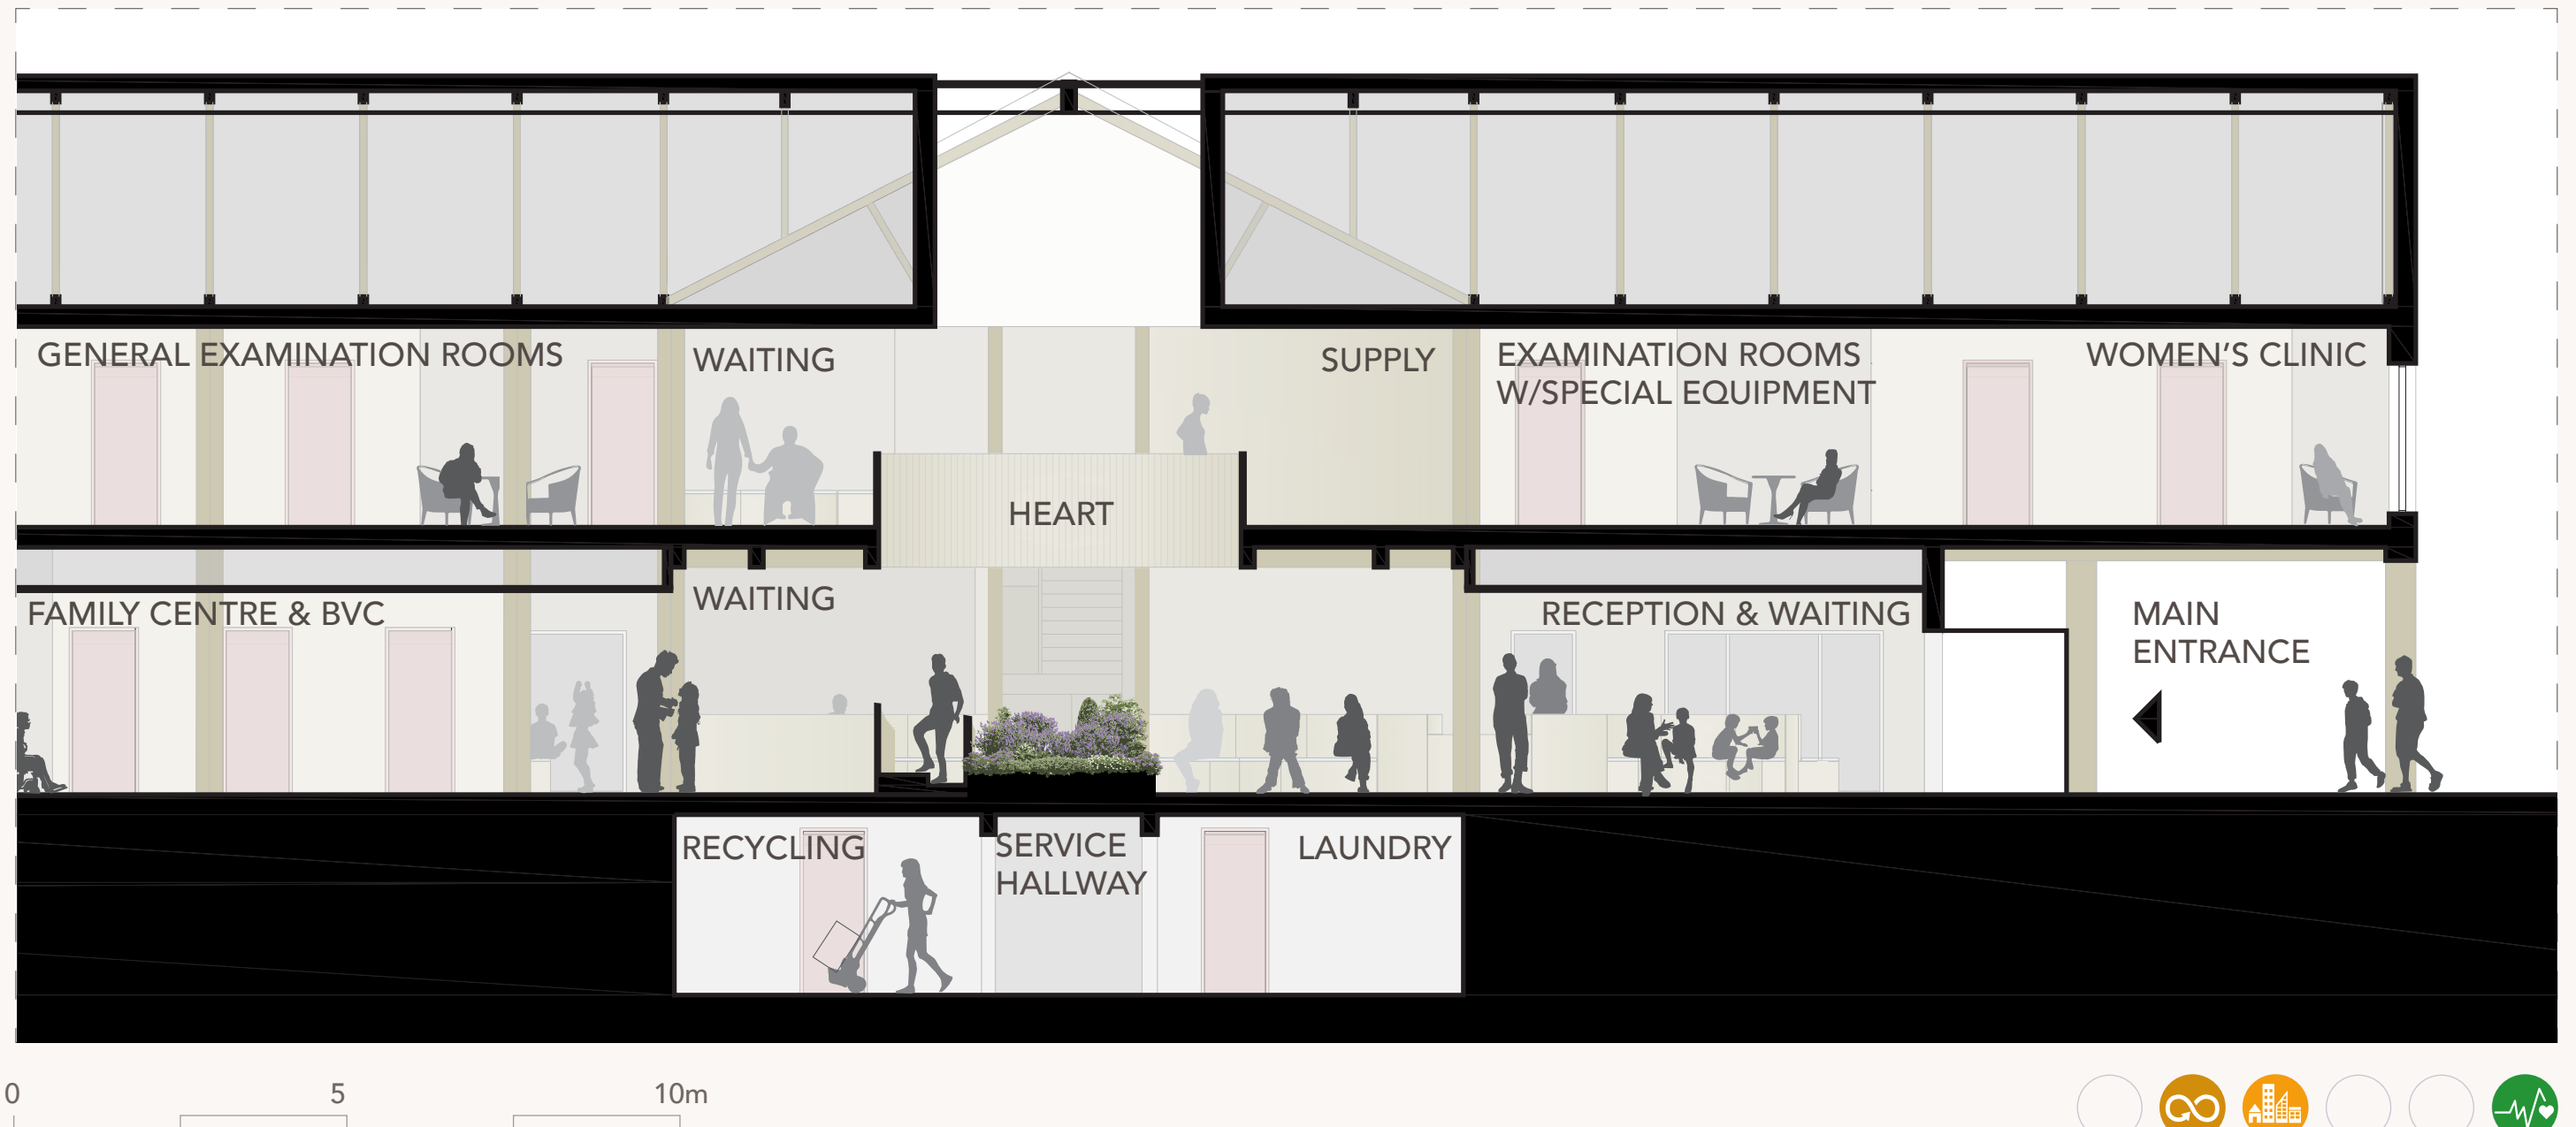 GENERAL EXAMINATION ROOMS
WAITING
SUPPLY
EXAMINATION ROOMS
W/SPECIAL EQUIPMENT
WOMEN’S CLINIC
HEART
FAMILY CENTRE & BVC
WAITING
RECEPTION & WAITING
MAIN
ENTRANCE
RECYCLING
SERVICE
HALLWAY
LAUNDRY
0 5 10m